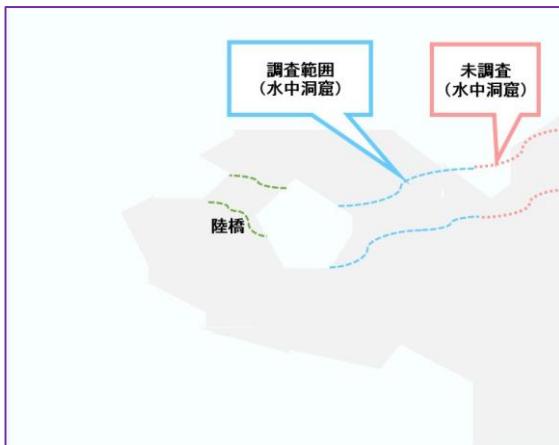 調査範囲
（水中洞窟）
未調査
（水中洞窟）
陸橋